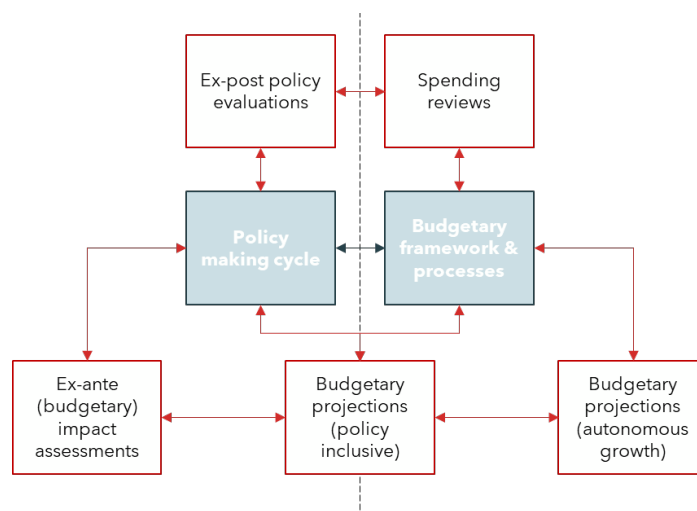 Ex-post policy
evaluations
Spending
reviews
Policy
making cycle
Budgetary
framework &
processes
Ex-ante
(budgetary)
impact
assessments
Budgetary
projections
(policy
inclusive)
Budgetary
projections
(autonomous
growth)